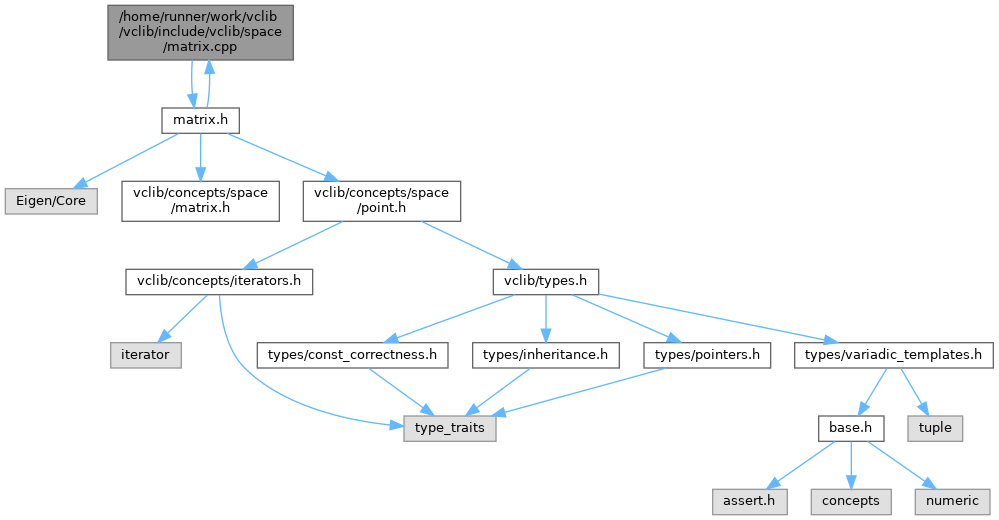 /home/runner/work/vclib
/vclib/include/vclib/space
/matrix.cpp
matrix.h
Eigen/Core
vclib/concepts/space
/matrix.h
vclib/concepts/space
/point.h
vclib/concepts/iterators.h
vclib/types.h
iterator
types/const_correctness.h
types/inheritance.h
types/pointers.h
types/variadic_templates.h
type_traits
base.h
tuple
assert.h
concepts
numeric